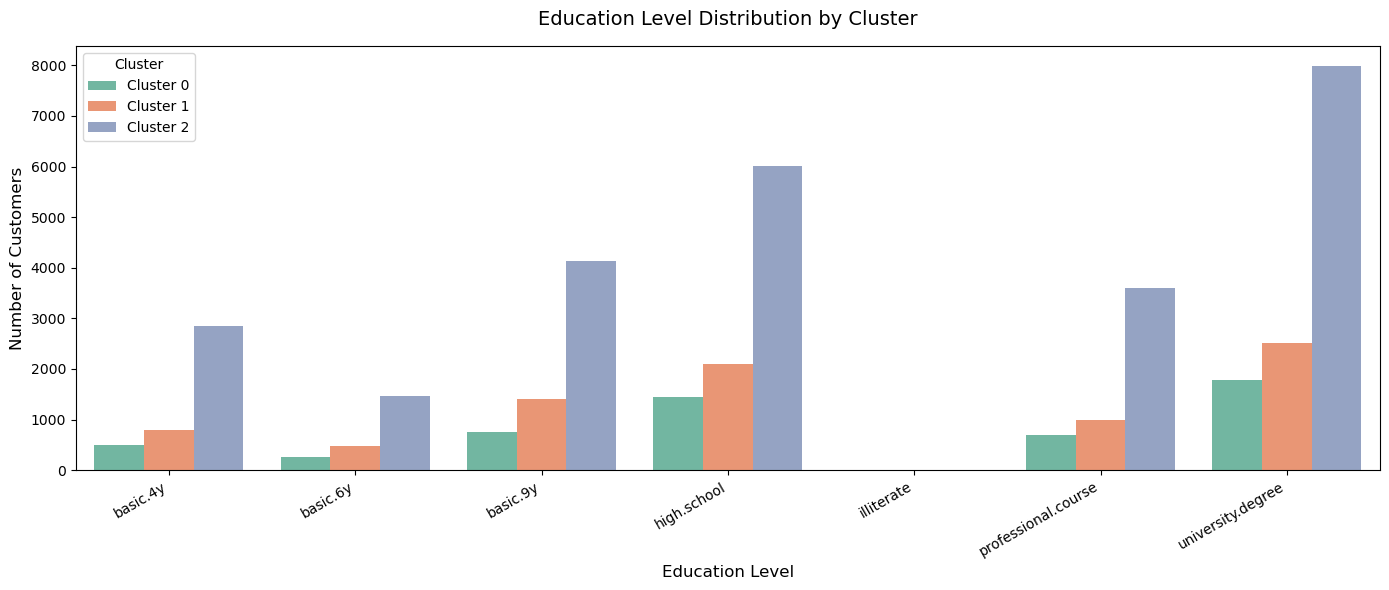 Education Level Distribution by Cluster
Cluster
Cluster 0
Cluster 1
Cluster 2
Number of Customers
8000
7000
6000
5000
4000
3000
2000
1000
0
basic.4y
basic.6y
basic.9y
high.school
illiterate
professional.course
university.degree
Education Level